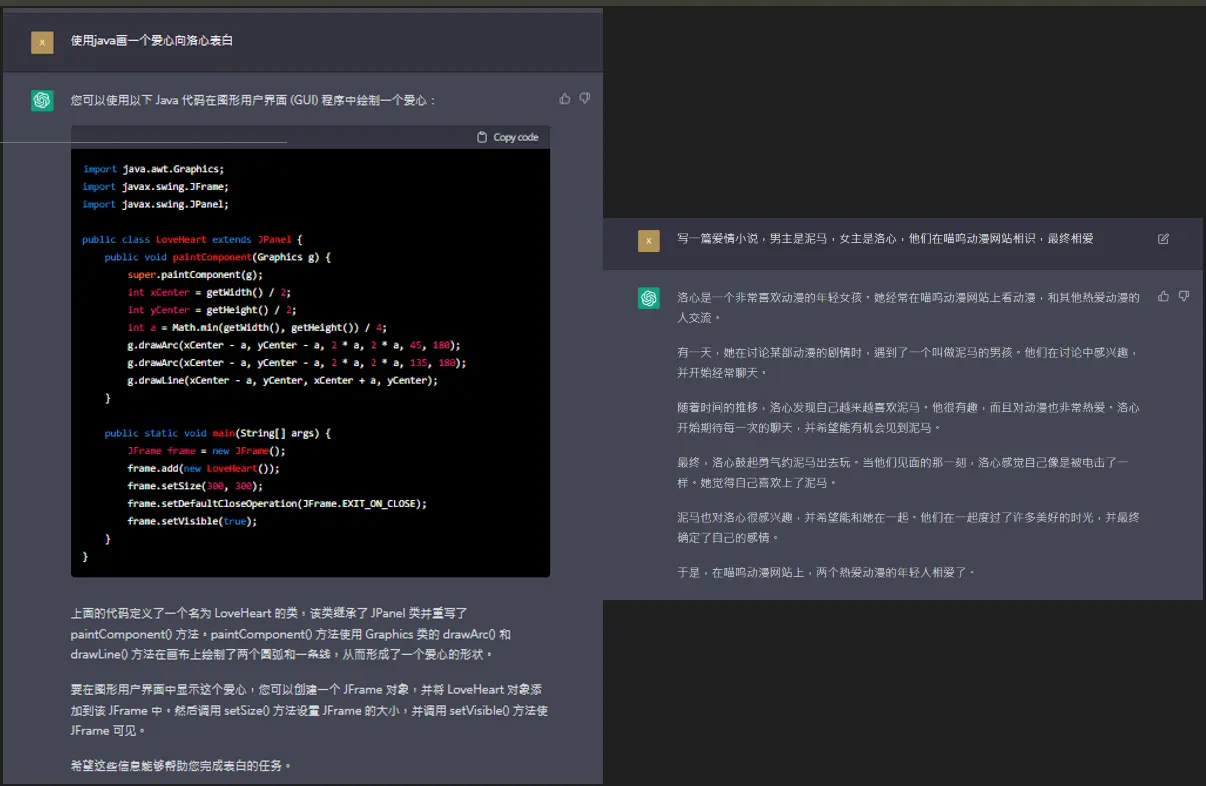 x
使用java画一个爱心向洛心表白
您可以使用以下 Java 代码在图形用户界面 (GUI) 程序中绘制一个爱心：
Copy code
import java.awt.Graphics;
import javax.swing.JFrame;
import javax.swing.JPanel;
public class LoveHeart extends JPanel {
public void paintComponent(Graphics g) {
super.paintComponent(g);
int xCenter = getWidth() / 2;
int yCenter = getHeight() / 2;
int a = Math.min(getWidth(), getHeight()) / 4;
g.drawArc(xCenter - a, yCenter - a, 2 * a, 2 * a, 45, 180);
g.drawArc(xCenter - a, yCenter - a, 2 * a, 2 * a, 135, 180);
g.drawLine(xCenter - a, yCenter, xCenter + a, yCenter);
}
public static void main(String[] args) {
JFrame frame = new JFrame();
frame.add(new LoveHeart());
frame.setSize(300, 300);
frame.setDefaultCloseOperation(JFrame.EXIT_ON_CLOSE);
frame.setVisible(true);
}
}
上面的代码定义了一个名为 LoveHeart 的类，该类继承了 JPanel 类并重写了
paintComponent() 方法。paintComponent() 方法使用 Graphics 类的 drawArc() 和
drawLine() 方法在画布上绘制了两个圆弧和一条线，从而形成了一个爱心的形状。
要在图形用户界面中显示这个爱心，您可以创建一个 JFrame 对象，并将 LoveHeart 对象添
加到该 JFrame 中。然后调用 setSize() 方法设置 JFrame 的大小，并调用 setVisible() 方法使
JFrame 可见。
希望这些信息能够帮助您完成表白的任务。
x
写一篇爱情小说，男主是泥马，女主是洛心，他们在喵呜动漫网站相识，最终相爱
洛心是一个非常喜欢动漫的年轻女孩。她经常在喵呜动漫网站上看动漫，和其他热爱动漫的
人交流。
有一天，她在讨论某部动漫的剧情时，遇到了一个叫做泥马的男孩。他们在讨论中感兴趣，
并开始经常聊天。
随着时间的推移，洛心发现自己越来越喜欢泥马。他很有趣，而且对动漫也非常热爱。洛心
开始期待每一次的聊天，并希望能有机会见到泥马。
最终，洛心鼓起勇气约泥马出去玩。当他们见面的那一刻，洛心感觉自己像是被电击了一
样。她觉得自己喜欢上了泥马。
泥马也对洛心很感兴趣，并希望能和她在一起。他们在一起度过了许多美好的时光，并最终
确定了自己的感情。
于是，在喵呜动漫网站上，两个热爱动漫的年轻人相爱了。